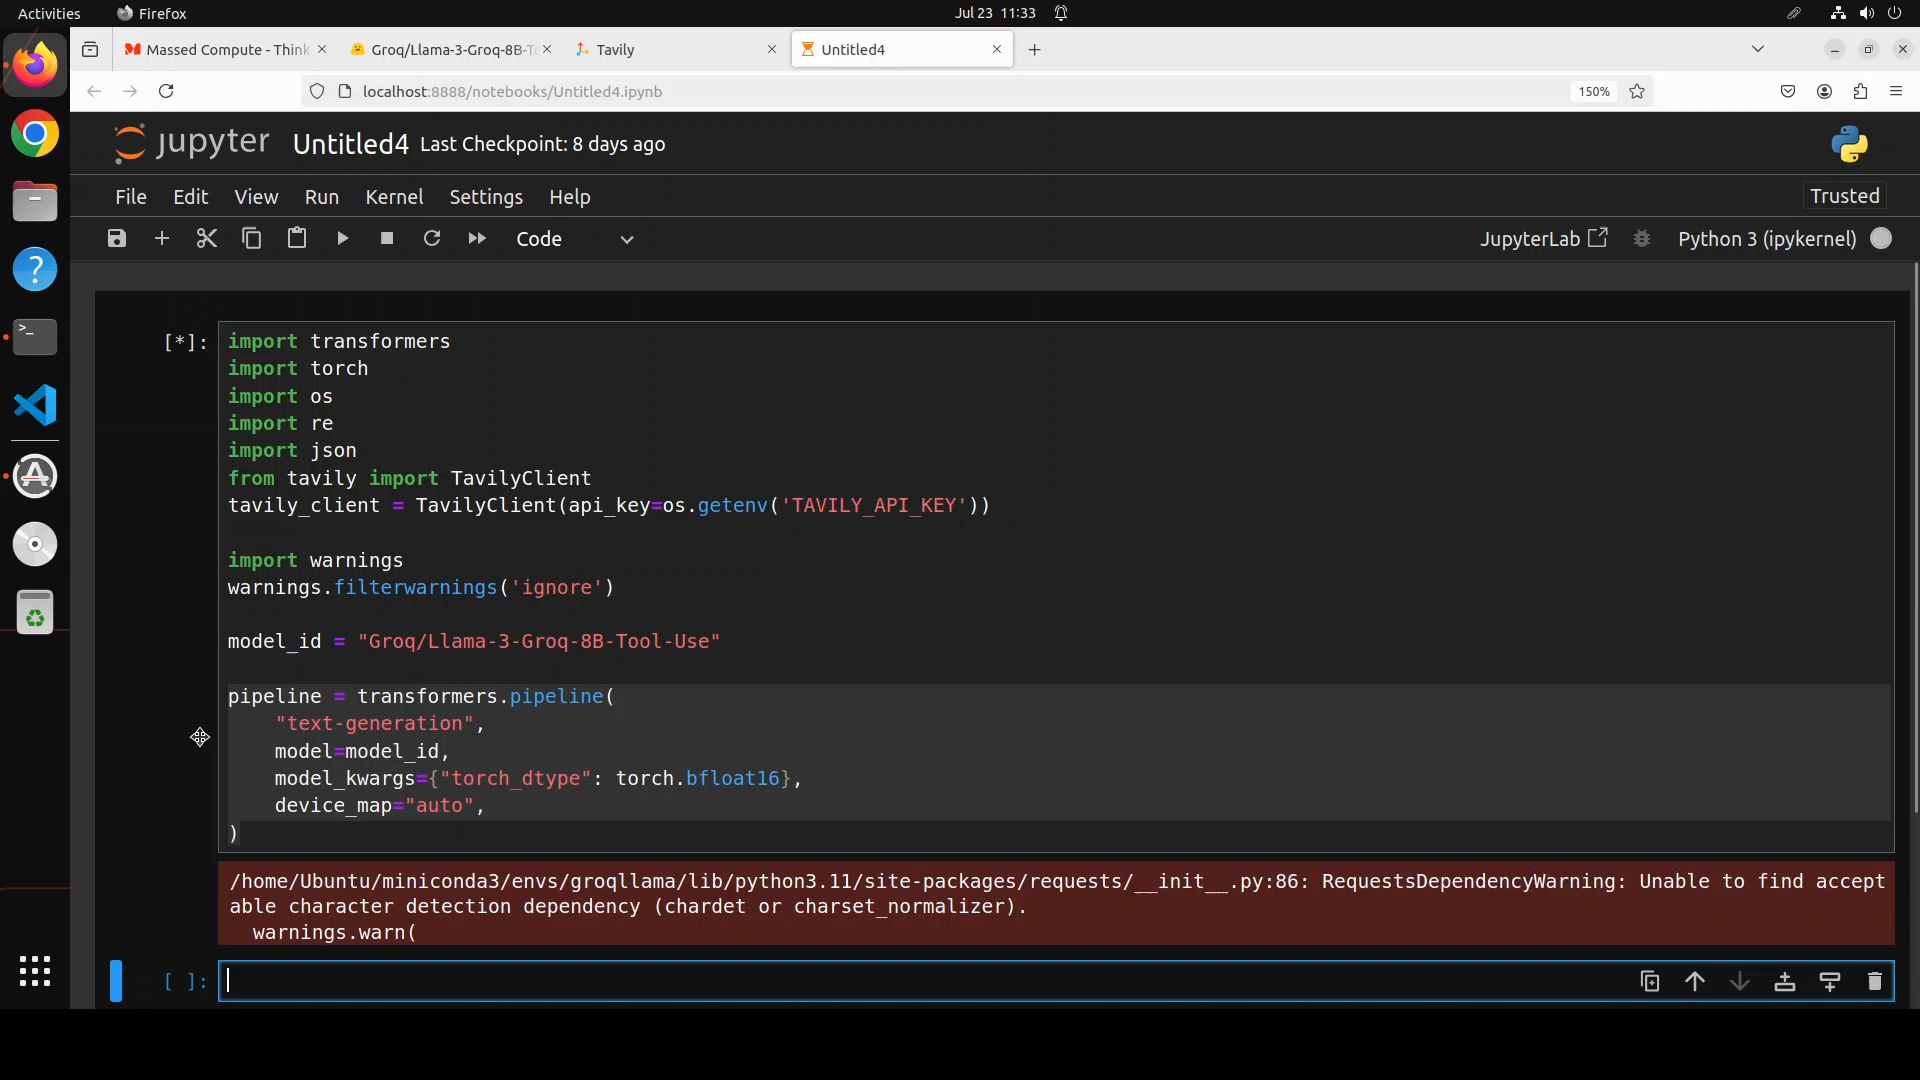 Activities Firefox Jul 23 11:33
Massed Compute - Think Groq/Llama-3-Groq-8B-To Tavily Untitled4
localhost:8888/notebooks/Untitled4.ipynb 150%
jupyter Untitled4 Last Checkpoint: 8 days ago
File Edit View Run Kernel Settings Help Trusted
Code JupyterLab Python 3 (ipykernel)
[*]: import transformers
import torch
import os
import re
import json
from tavily import TavilyClient
tavily_client = TavilyClient(api_key=os.getenv('TAVILY_API_KEY'))
import warnings
warnings.filterwarnings('ignore')
model_id = "Groq/Llama-3-Groq-8B-Tool-Use"
pipeline = transformers.pipeline(
"text-generation",
model=model_id,
model_kwargs={"torch_dtype": torch.bfloat16},
device_map="auto",
)
/home/Ubuntu/miniconda3/envs/groqllama/lib/python3.11/site-packages/requests/__init__.py:86: RequestsDependencyWarning: Unable to find accept
able character detection dependency (chardet or charset_normalizer).
warnings.warn(
[ ]: